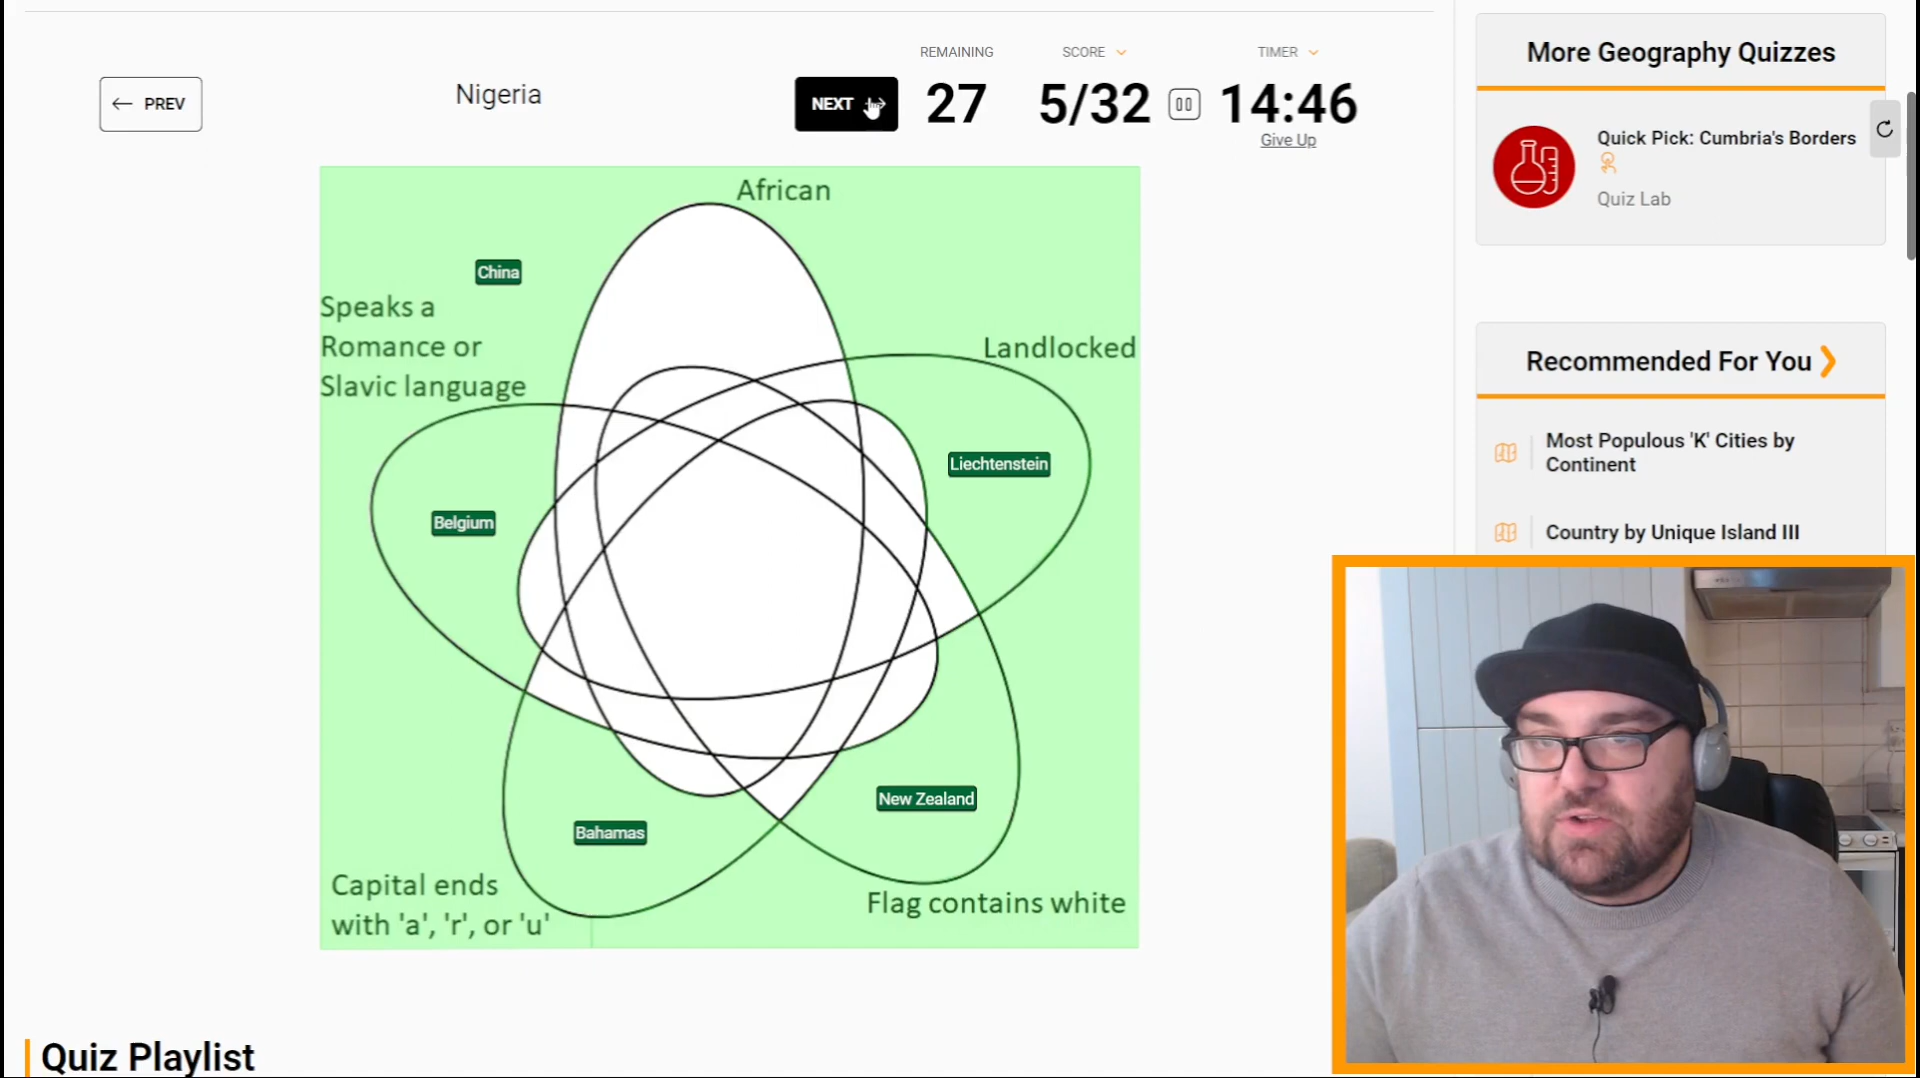 PREV
Nigeria
NEXT
REMAINING
27
SCORE
5/32
TIMER
14:46
Give Up
African
China
Speaks a
Romance or
Slavic language
Landlocked
Liechtenstein
Belgium
New Zealand
Bahamas
Capital ends
with 'a', 'r', or 'u'
Flag contains white
Quiz Playlist
More Geography Quizzes
Quick Pick: Cumbria's Borders
Quiz Lab
Recommended For You
Most Populous 'K' Cities by
Continent
Country by Unique Island III